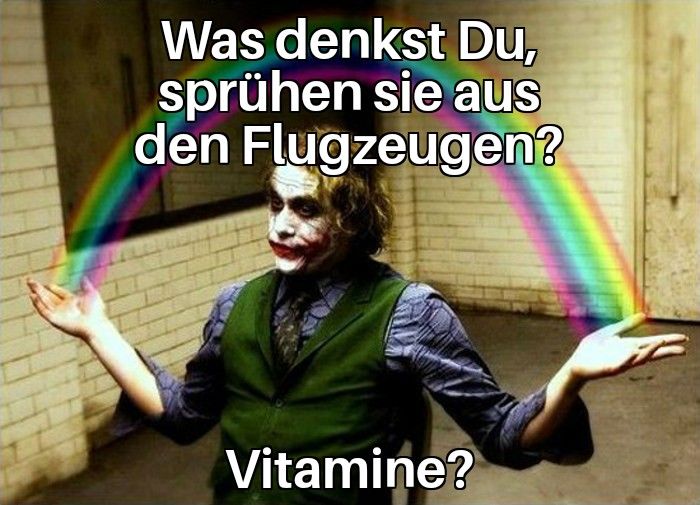 Was denkst Du,
sprühen sie aus
den Flugzeugen?
Vitamine?